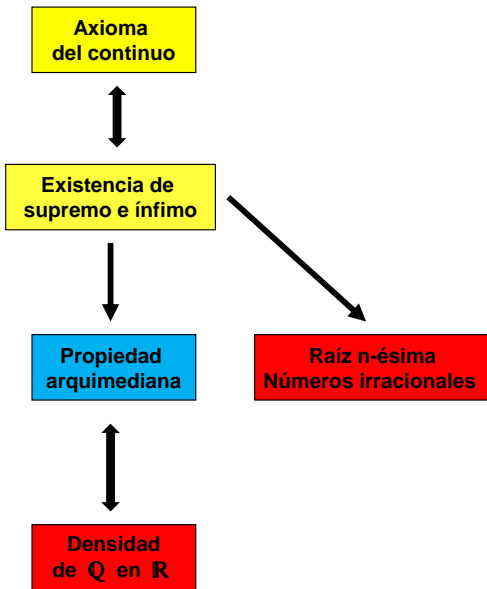 Axioma
del continuo
Existencia de
supremo e ínfimo
Propiedad
arquimediana
Raíz n-ésima
Números irracionales
Densidad
de ℚ en ℝ